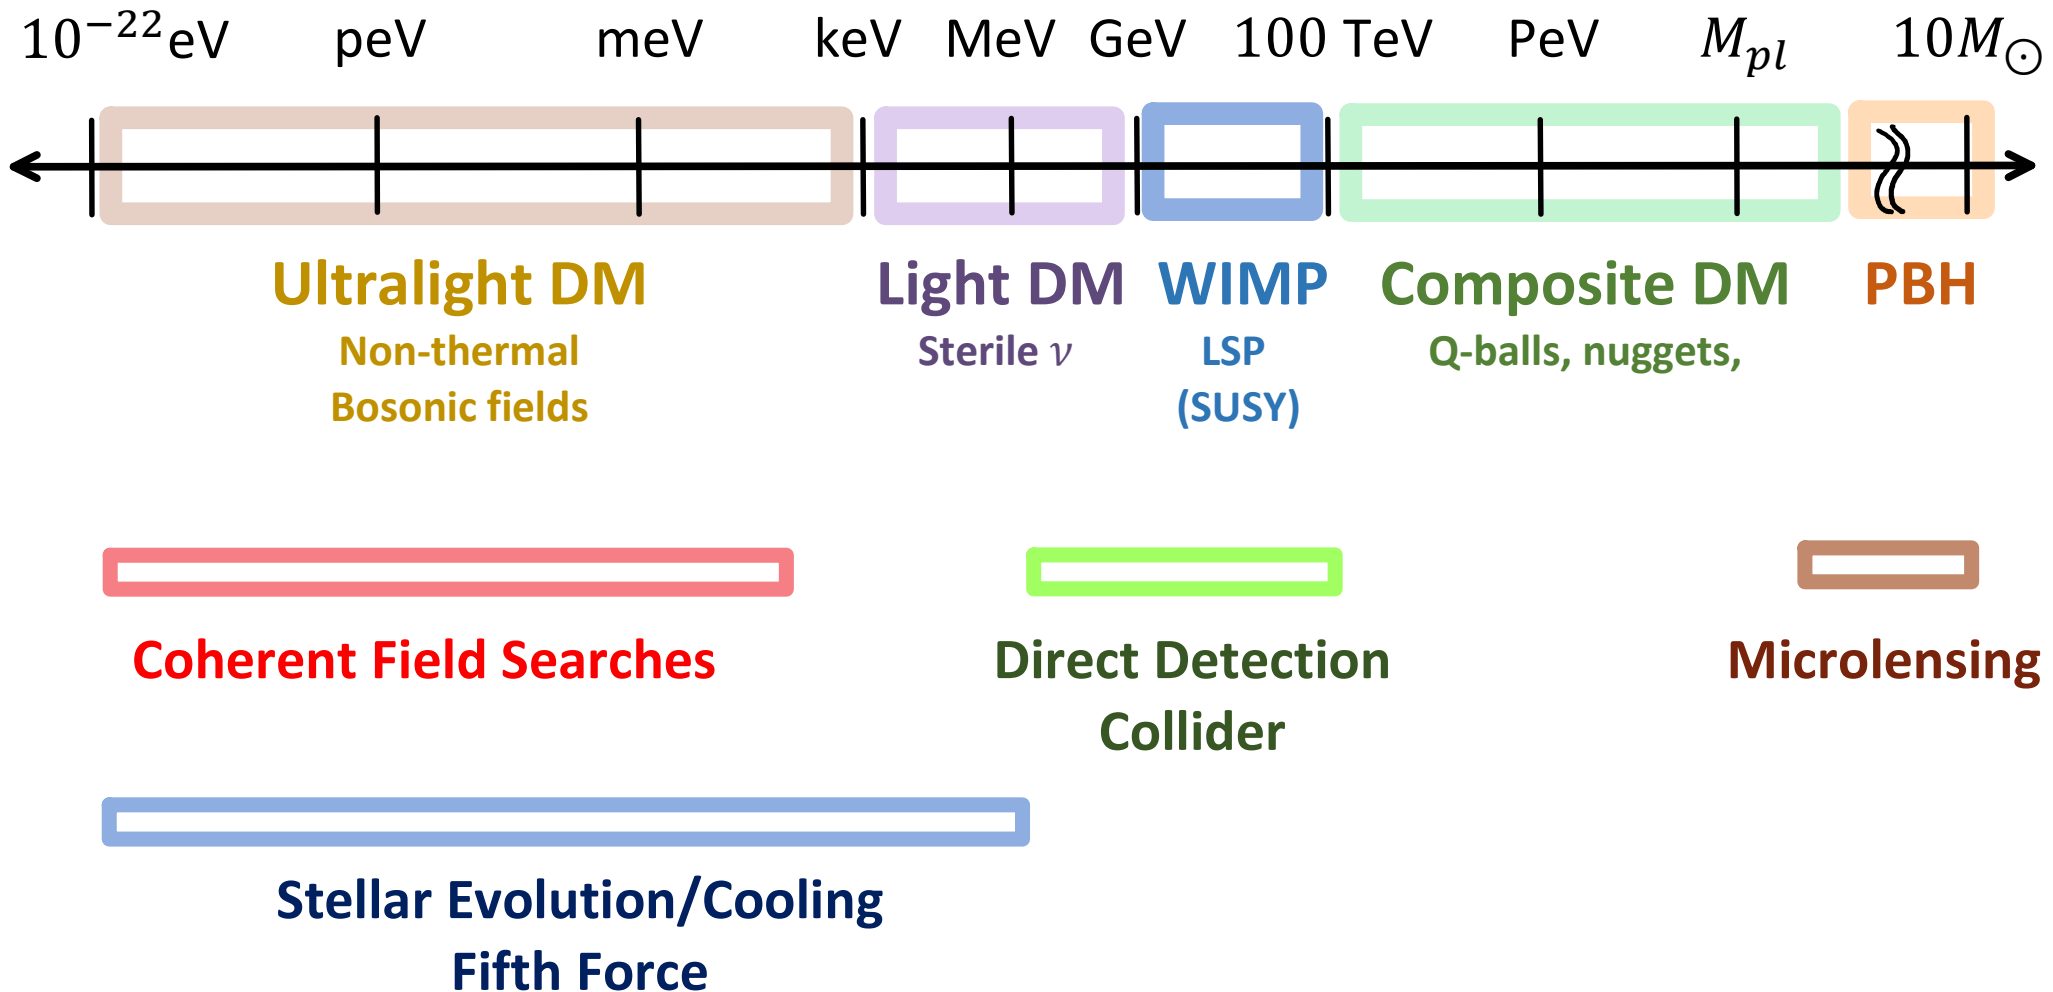 10⁻²²eV peV meV keV MeV GeV 100 TeV PeV M_pl 10M_⊙
Ultralight DM Light DM WIMP Composite DM PBH
Non-thermal Sterile ν LSP Q-balls, nuggets,
Bosonic fields (SUSY)
Coherent Field Searches Direct Detection Microlensing
Collider
Stellar Evolution/Cooling
Fifth Force